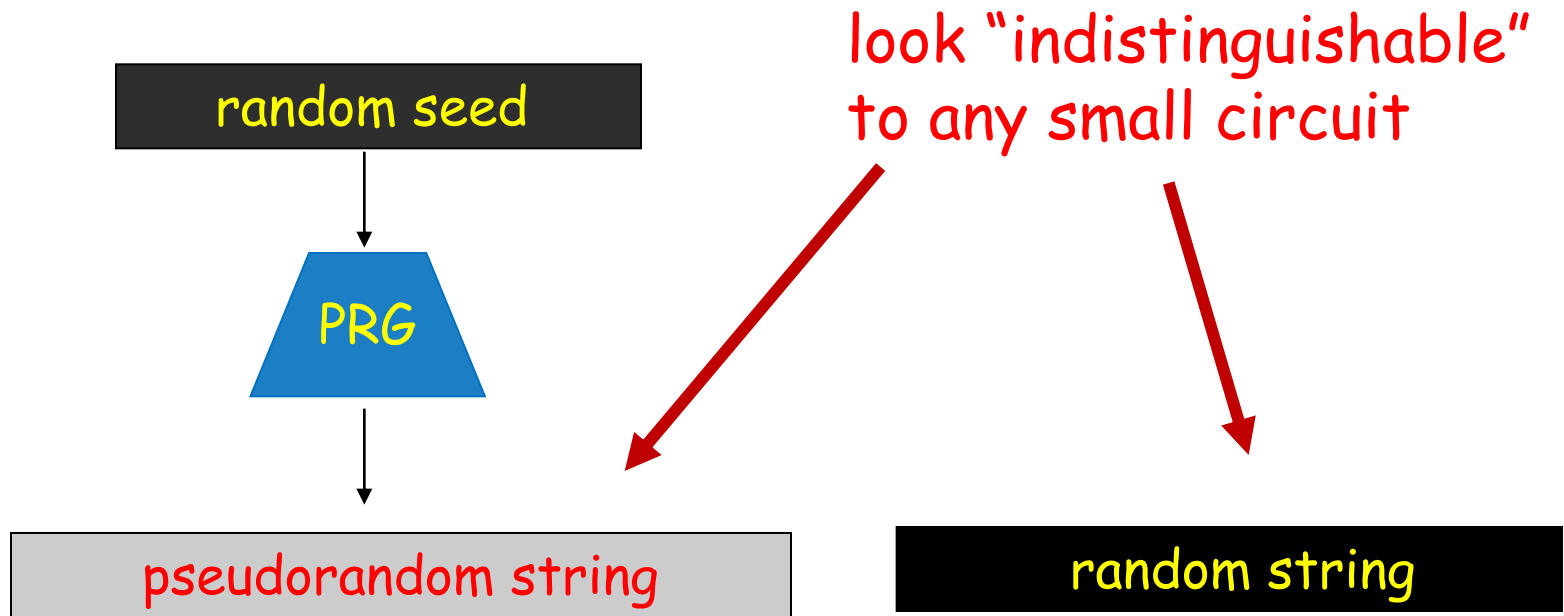 look “indistinguishable”
to any small circuit
random seed
PRG
pseudorandom string
random string